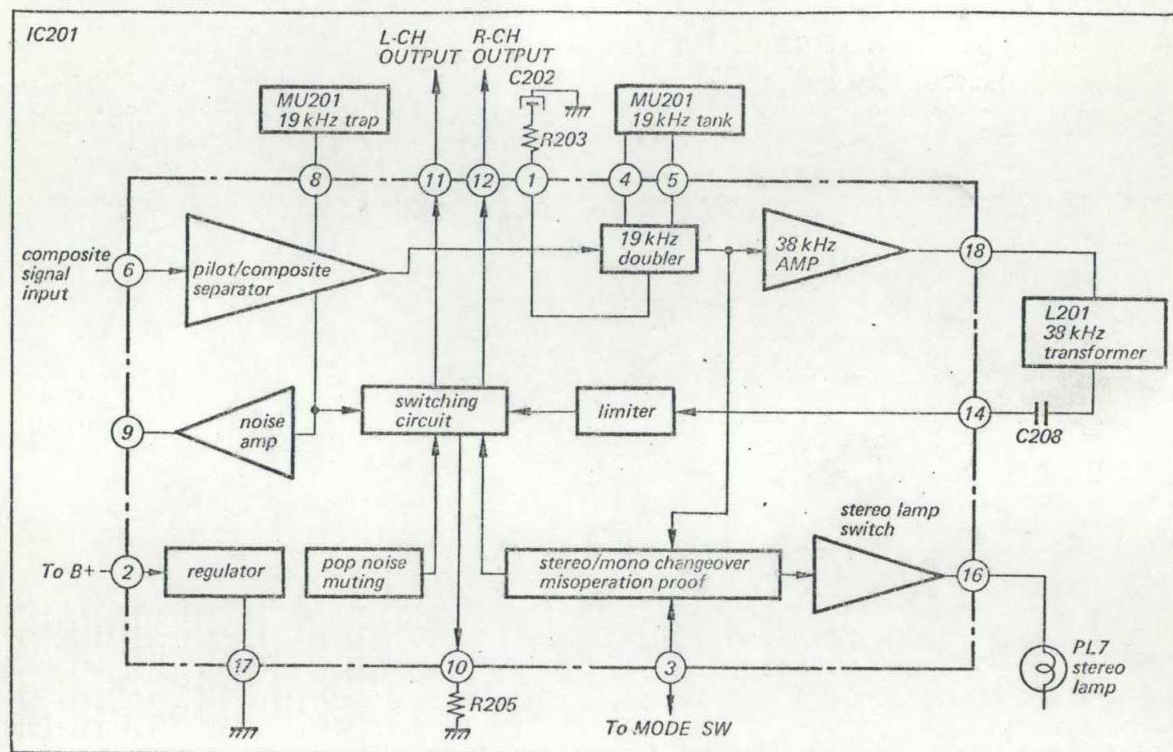 IC201
L-CH
OUTPUT
R-CH
OUTPUT
C202
MU201
19 kHz trap
R203
MU201
19 kHz tank
8
11
12
1
4
5
composite
signal
input
6
pilot/composite
separator
19 kHz
doubler
38 kHz
AMP
18
L201
38 kHz
transformer
9
noise
amp
switching
circuit
limiter
14
C208
stereo lamp
switch
To B+
2
regulator
pop noise
muting
stereo/mono changeover
misoperation proof
16
17
10
3
R205
To MODE SW
PL7
stereo
lamp